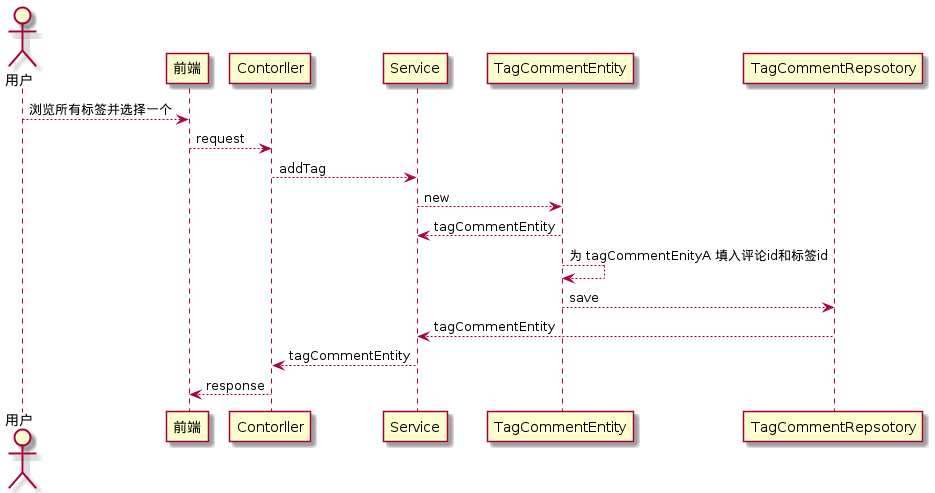 用户
前端
Contorller
Service
TagCommentEntity
TagCommentRepsotory
浏览所有标签并选择一个
request
addTag
new
tagCommentEntity
为 tagCommentEnityA 填入评论id和标签id
save
tagCommentEntity
tagCommentEntity
response
用户
前端
Contorller
Service
TagCommentEntity
TagCommentRepsotory